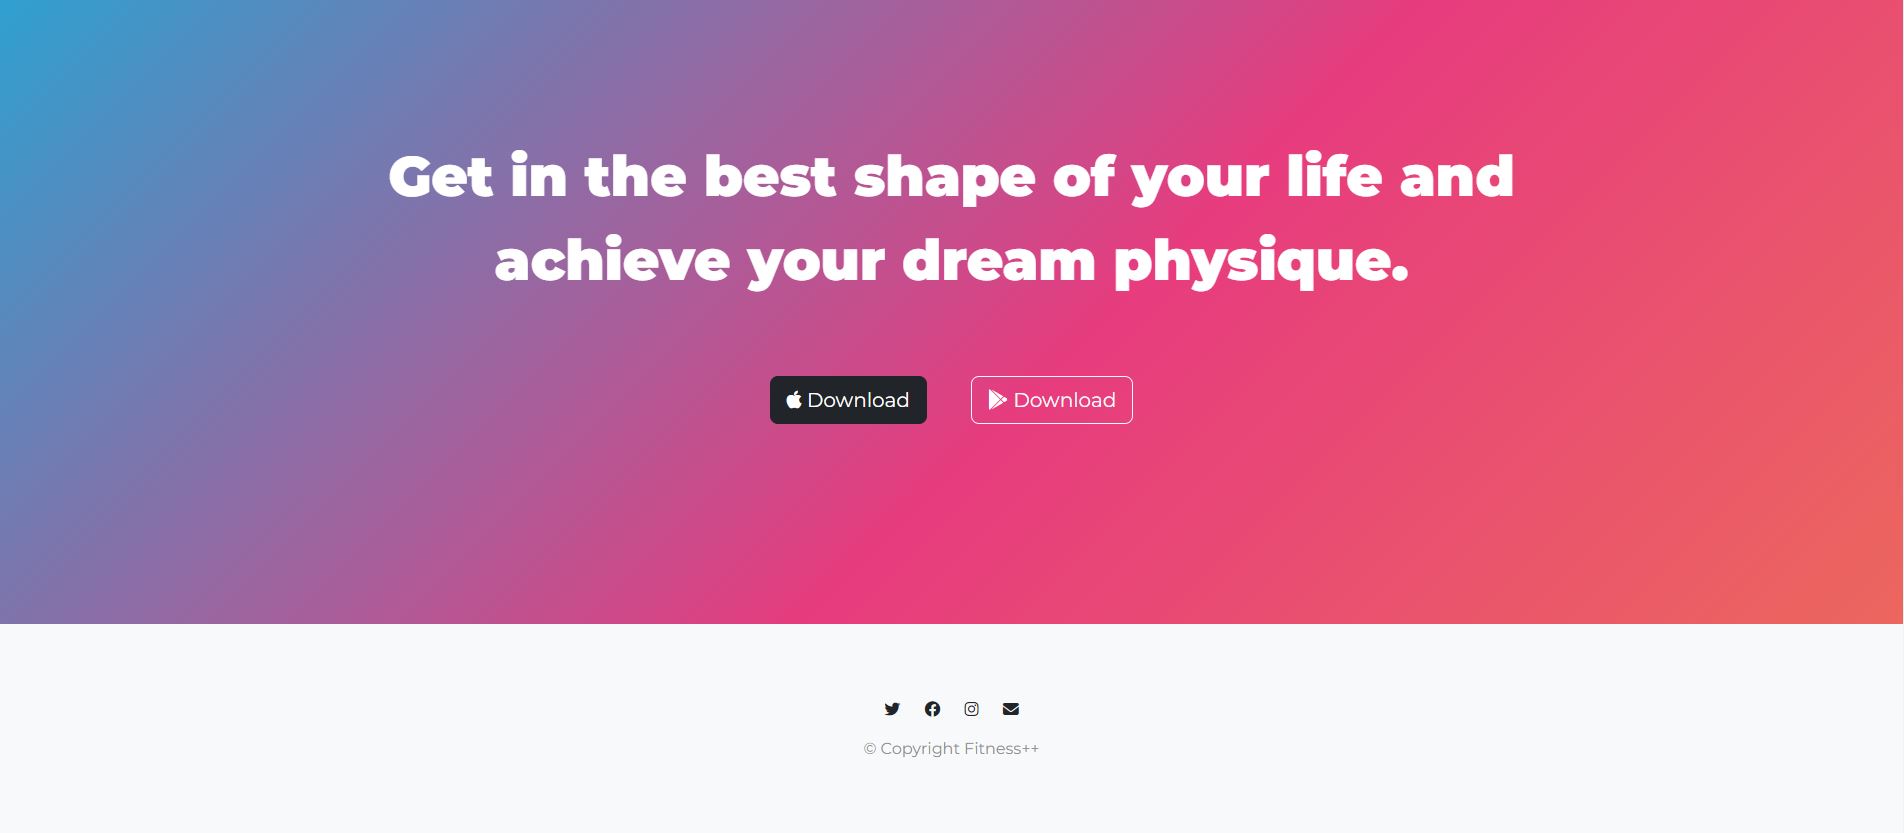 Get in the best shape of your life and
achieve your dream physique.
Download Download
© Copyright Fitness++